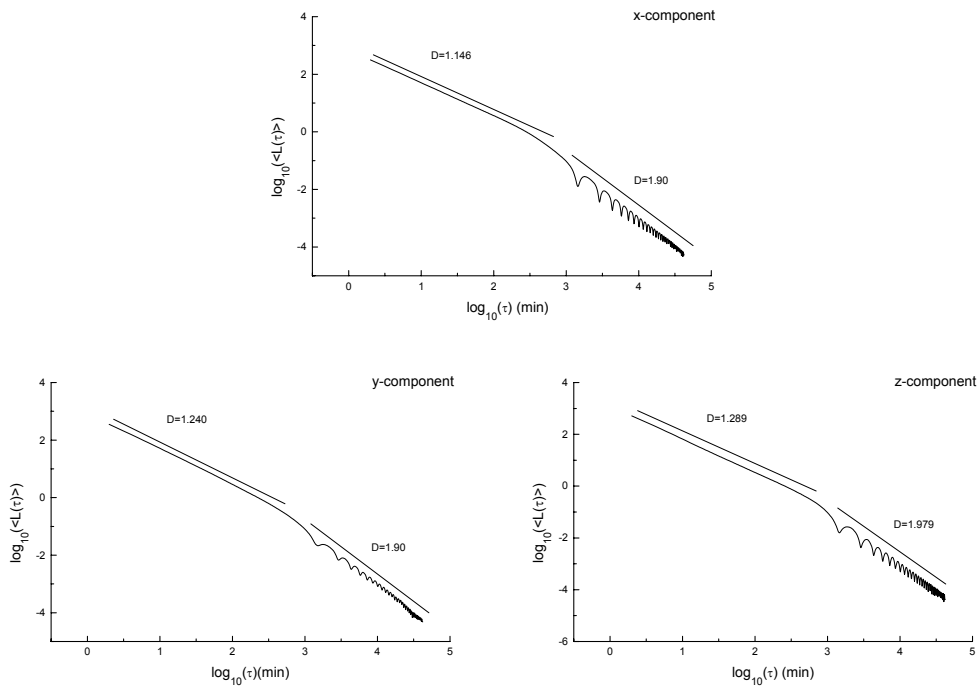 x-component
4
2
0
-2
-4
log10(<L(τ)>)
D=1.146
D=1.90
0 1 2 3 4 5
log10(τ) (min)
y-component
4
2
0
-2
-4
log10(<L(τ)>)
D=1.240
D=1.90
0 1 2 3 4 5
log10(τ)(min)
z-component
4
2
0
-2
-4
-6
log10(<L(τ)>)
D=1.289
D=1.979
0 1 2 3 4 5
log10(τ) (min)